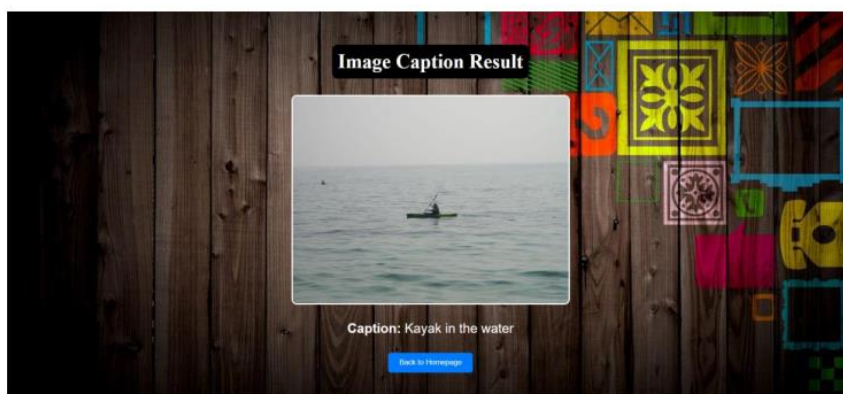 Image Caption Result
Caption: Kayak in the water
Back to Homepage